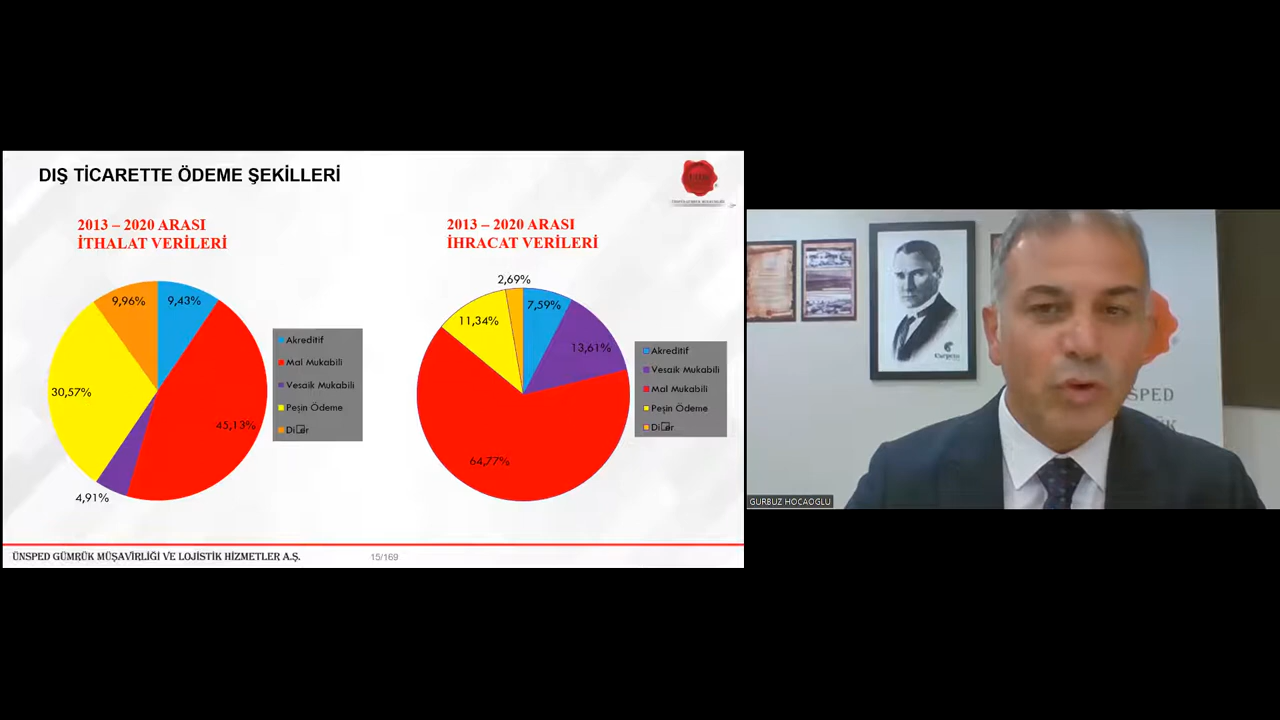 DIŞ TİCARETTE ÖDEME ŞEKİLLERİ
2013 – 2020 ARASI
İTHALAT VERİLERİ
9,96%
9,43%
30,57%
45,13%
4,91%
Akreditif
Mal Mukabili
Vesaik Mukabili
Peşin Ödeme
2013 – 2020 ARASI
İHRACAT VERİLERİ
2,69%
7,59%
11,34%
13,61%
64,77%
Akreditif
Vesaik Mukabili
Mal Mukabili
Peşin Ödeme
ÜNSPED GÜMRÜK MÜŞAVİRLİĞİ VE LOJİSTİK HİZMETLER A.Ş.
15/169
SPED
GURBUZ HOCAOGLU